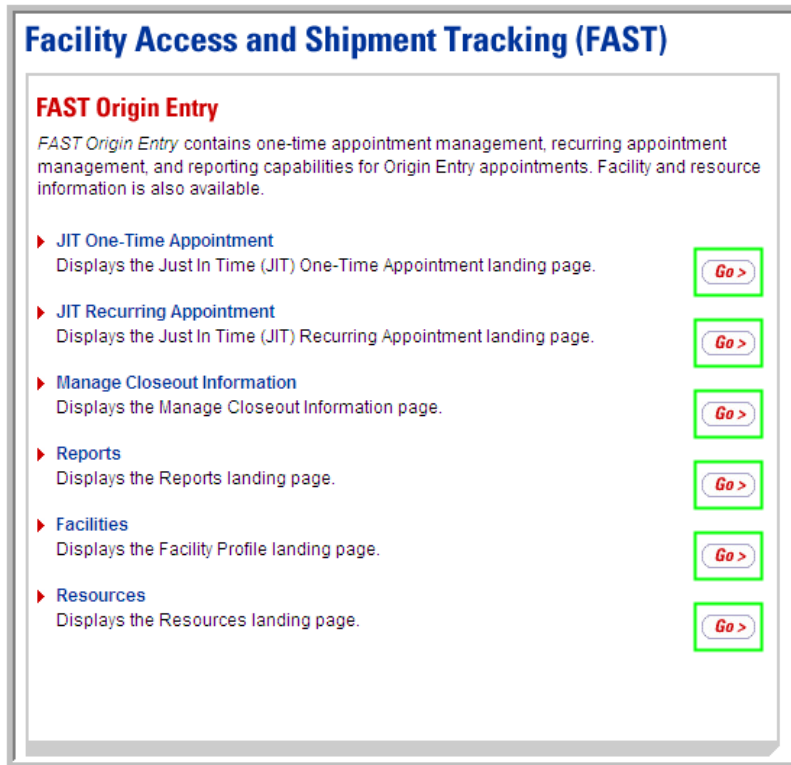 Facility Access and Shipment Tracking (FAST)
FAST Origin Entry
FAST Origin Entry contains one-time appointment management, recurring appointment
management, and reporting capabilities for Origin Entry appointments. Facility and resource
information is also available.
JIT One-Time Appointment
Displays the Just In Time (JIT) One-Time Appointment landing page.
Go >
JIT Recurring Appointment
Displays the Just In Time (JIT) Recurring Appointment landing page.
Go >
Manage Closeout Information
Displays the Manage Closeout Information page.
Go >
Reports
Displays the Reports landing page.
Go >
Facilities
Displays the Facility Profile landing page.
Go >
Resources
Displays the Resources landing page.
Go >